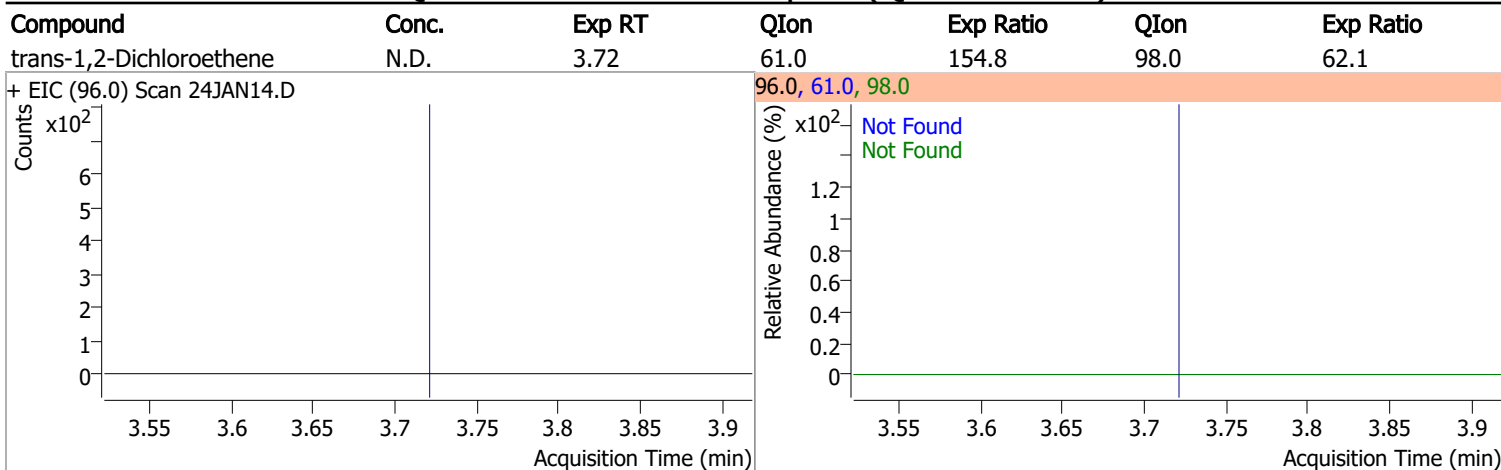 Compound Conc. Exp RT QIon Exp Ratio QIon Exp Ratio
trans-1,2-Dichloroethene N.D. 3.72 61.0 154.8 98.0 62.1
+ EIC (96.0) Scan 24JAN14.D
Counts
x10²
6
5
4
3
2
1
0
3.55 3.6 3.65 3.7 3.75 3.8 3.85 3.9
Acquisition Time (min)
96.0, 61.0, 98.0
Relative Abundance (%)
x10²
Not Found
Not Found
1.2
1
0.8
0.6
0.4
0.2
0
3.55 3.6 3.65 3.7 3.75 3.8 3.85 3.9
Acquisition Time (min)